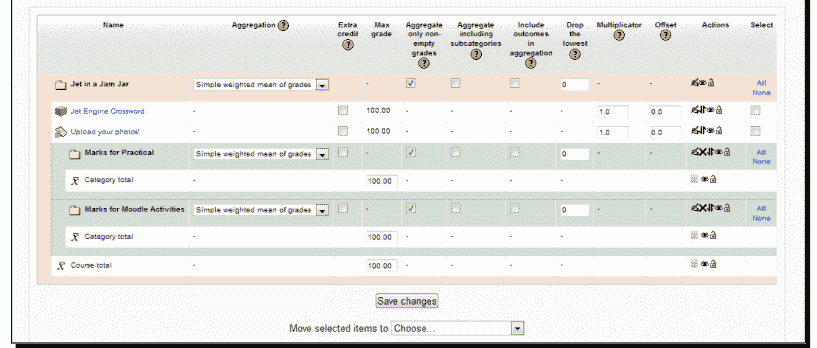 Name Aggregation ? Extra credit ? Max grade Aggregate only non-empty grades ? Aggregate including subcategories ? Include outcomes in aggregation ? Drop the lowest ? Multiplicator ? Offset ? Actions Select
Jet in a Jam Jar Simple weighted mean of grades - 0 - - All
None
Jet Engine Crossword - 100.00 - - - - 1.0 0.0
Upload your photos! - 100.00 - - - - 1.0 0.0
Marks for Practical Simple weighted mean of grades - 0 - - All
None
Category total - 100.00 - - - -
Marks for Moodle Activities Simple weighted mean of grades - 0 - - All
None
Category total - 100.00 - - - -
Course total - 100.00 - - - -
Save changes
Move selected items to Choose...